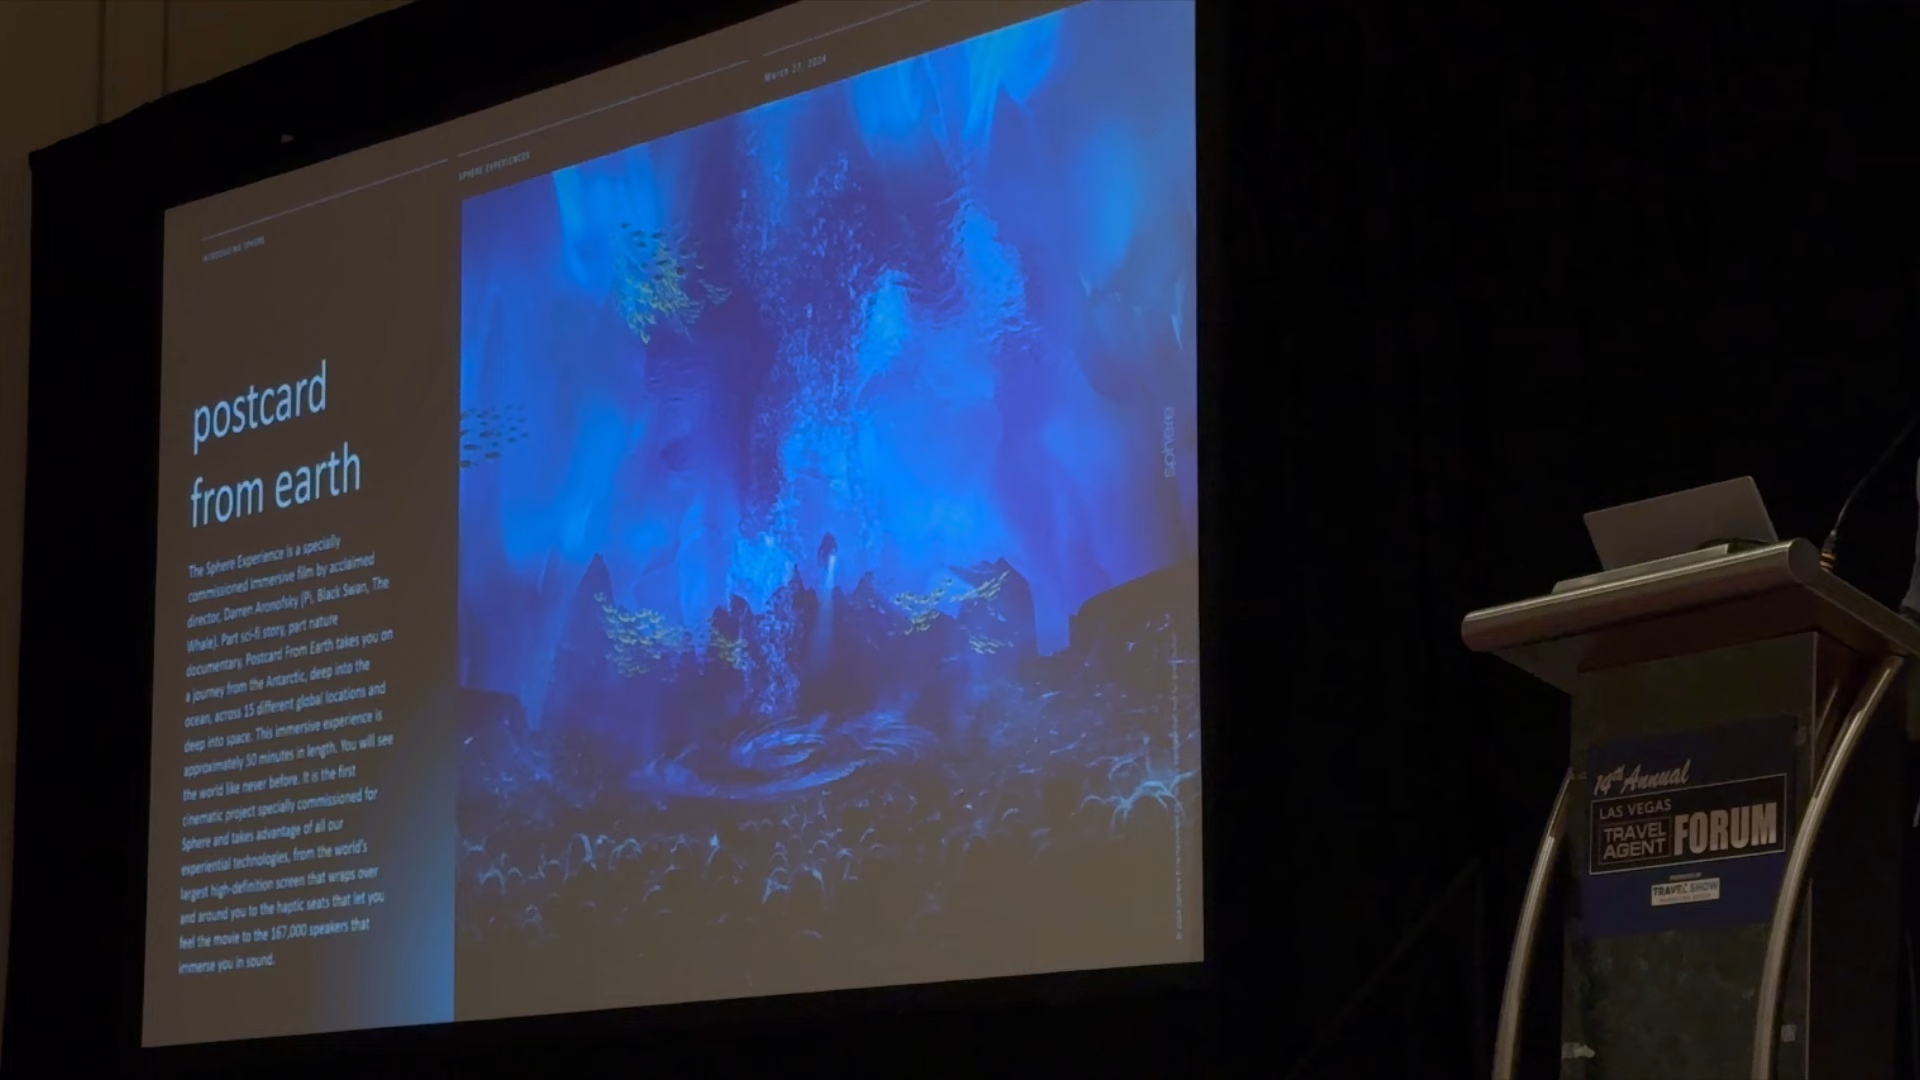 INTRODUCING SPHERE
SPHERE EXPERIENCES
March 27, 2024
postcard
from earth
The Sphere Experience is a specially
commissioned immersive film by acclaimed
director, Darren Aronofsky (Pi, Black Swan, The
Whale). Part sci-fi story, part nature
documentary, Postcard From Earth takes you on
a journey from the Antarctic, deep into the
ocean, across 15 different global locations and
deep into space. This immersive experience is
approximately 50 minutes in length. You will see
the world like never before. It is the first
cinematic project specially commissioned for
Sphere and takes advantage of all our
experiential technologies, from the world's
largest high-definition screen that wraps over
and around you to the haptic seats that let you
feel the movie to the 167,000 speakers that
immerse you in sound.
sphere
14th Annual
LAS VEGAS
TRAVEL
AGENT
FORUM
TRAVEL SHOW